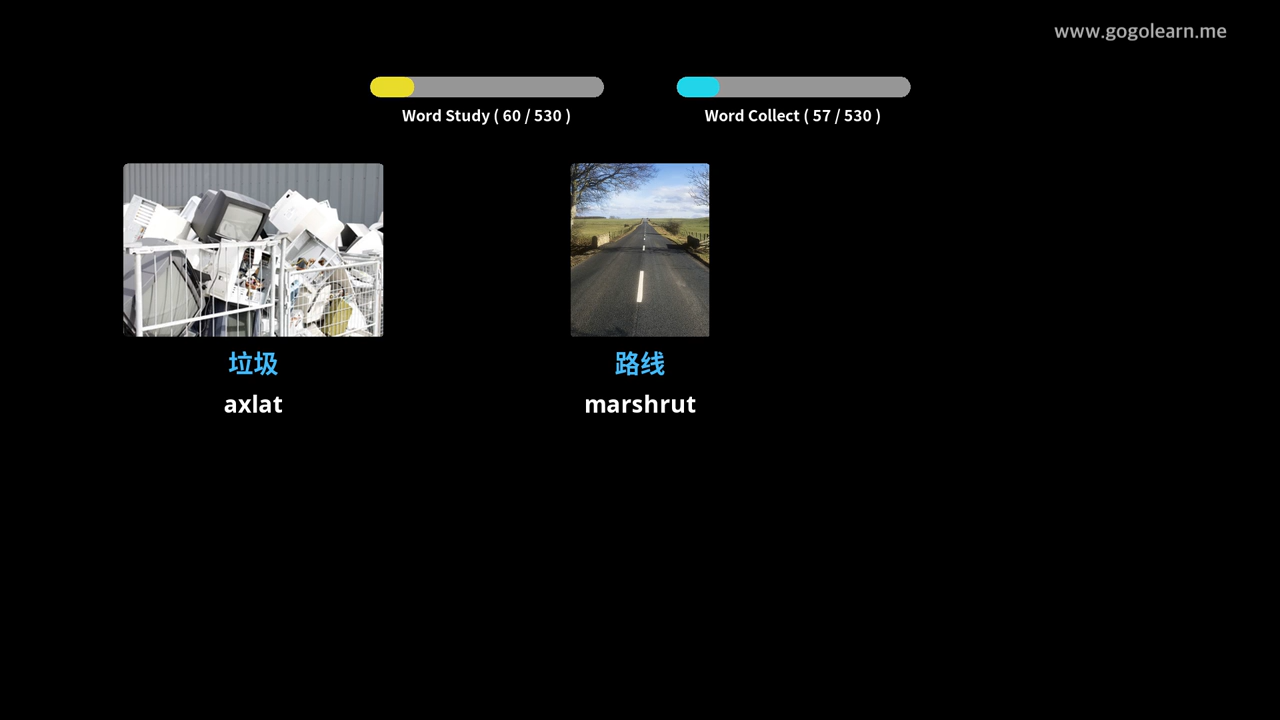 www.gogolearn.me
Word Study ( 60 / 530 )
Word Collect ( 57 / 530 )
垃圾
axlat
路线
marshrut